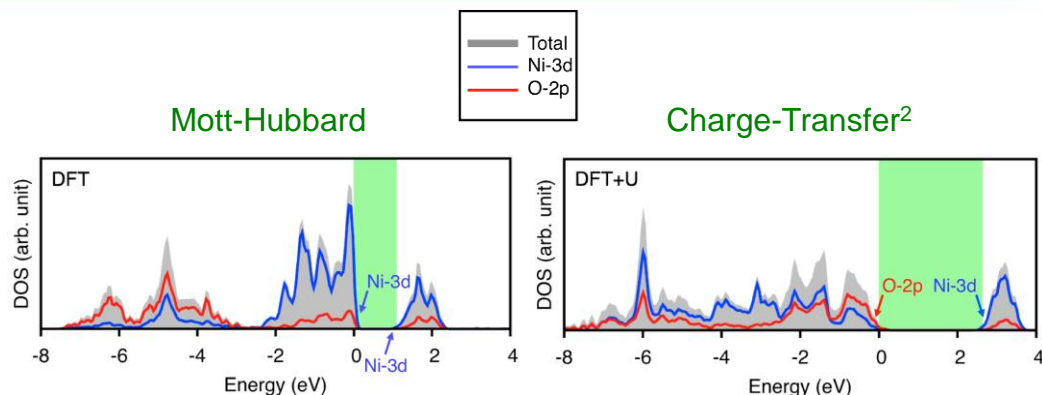 Total
Ni-3d
O-2p
Mott-Hubbard
Charge-Transfer²
DFT
DOS (arb. unit)
Ni-3d
Ni-3d
-8 -6 -4 -2 0 2 4
Energy (eV)
DFT+U
DOS (arb. unit)
O-2p Ni-3d
-8 -6 -4 -2 0 2 4
Energy (eV)